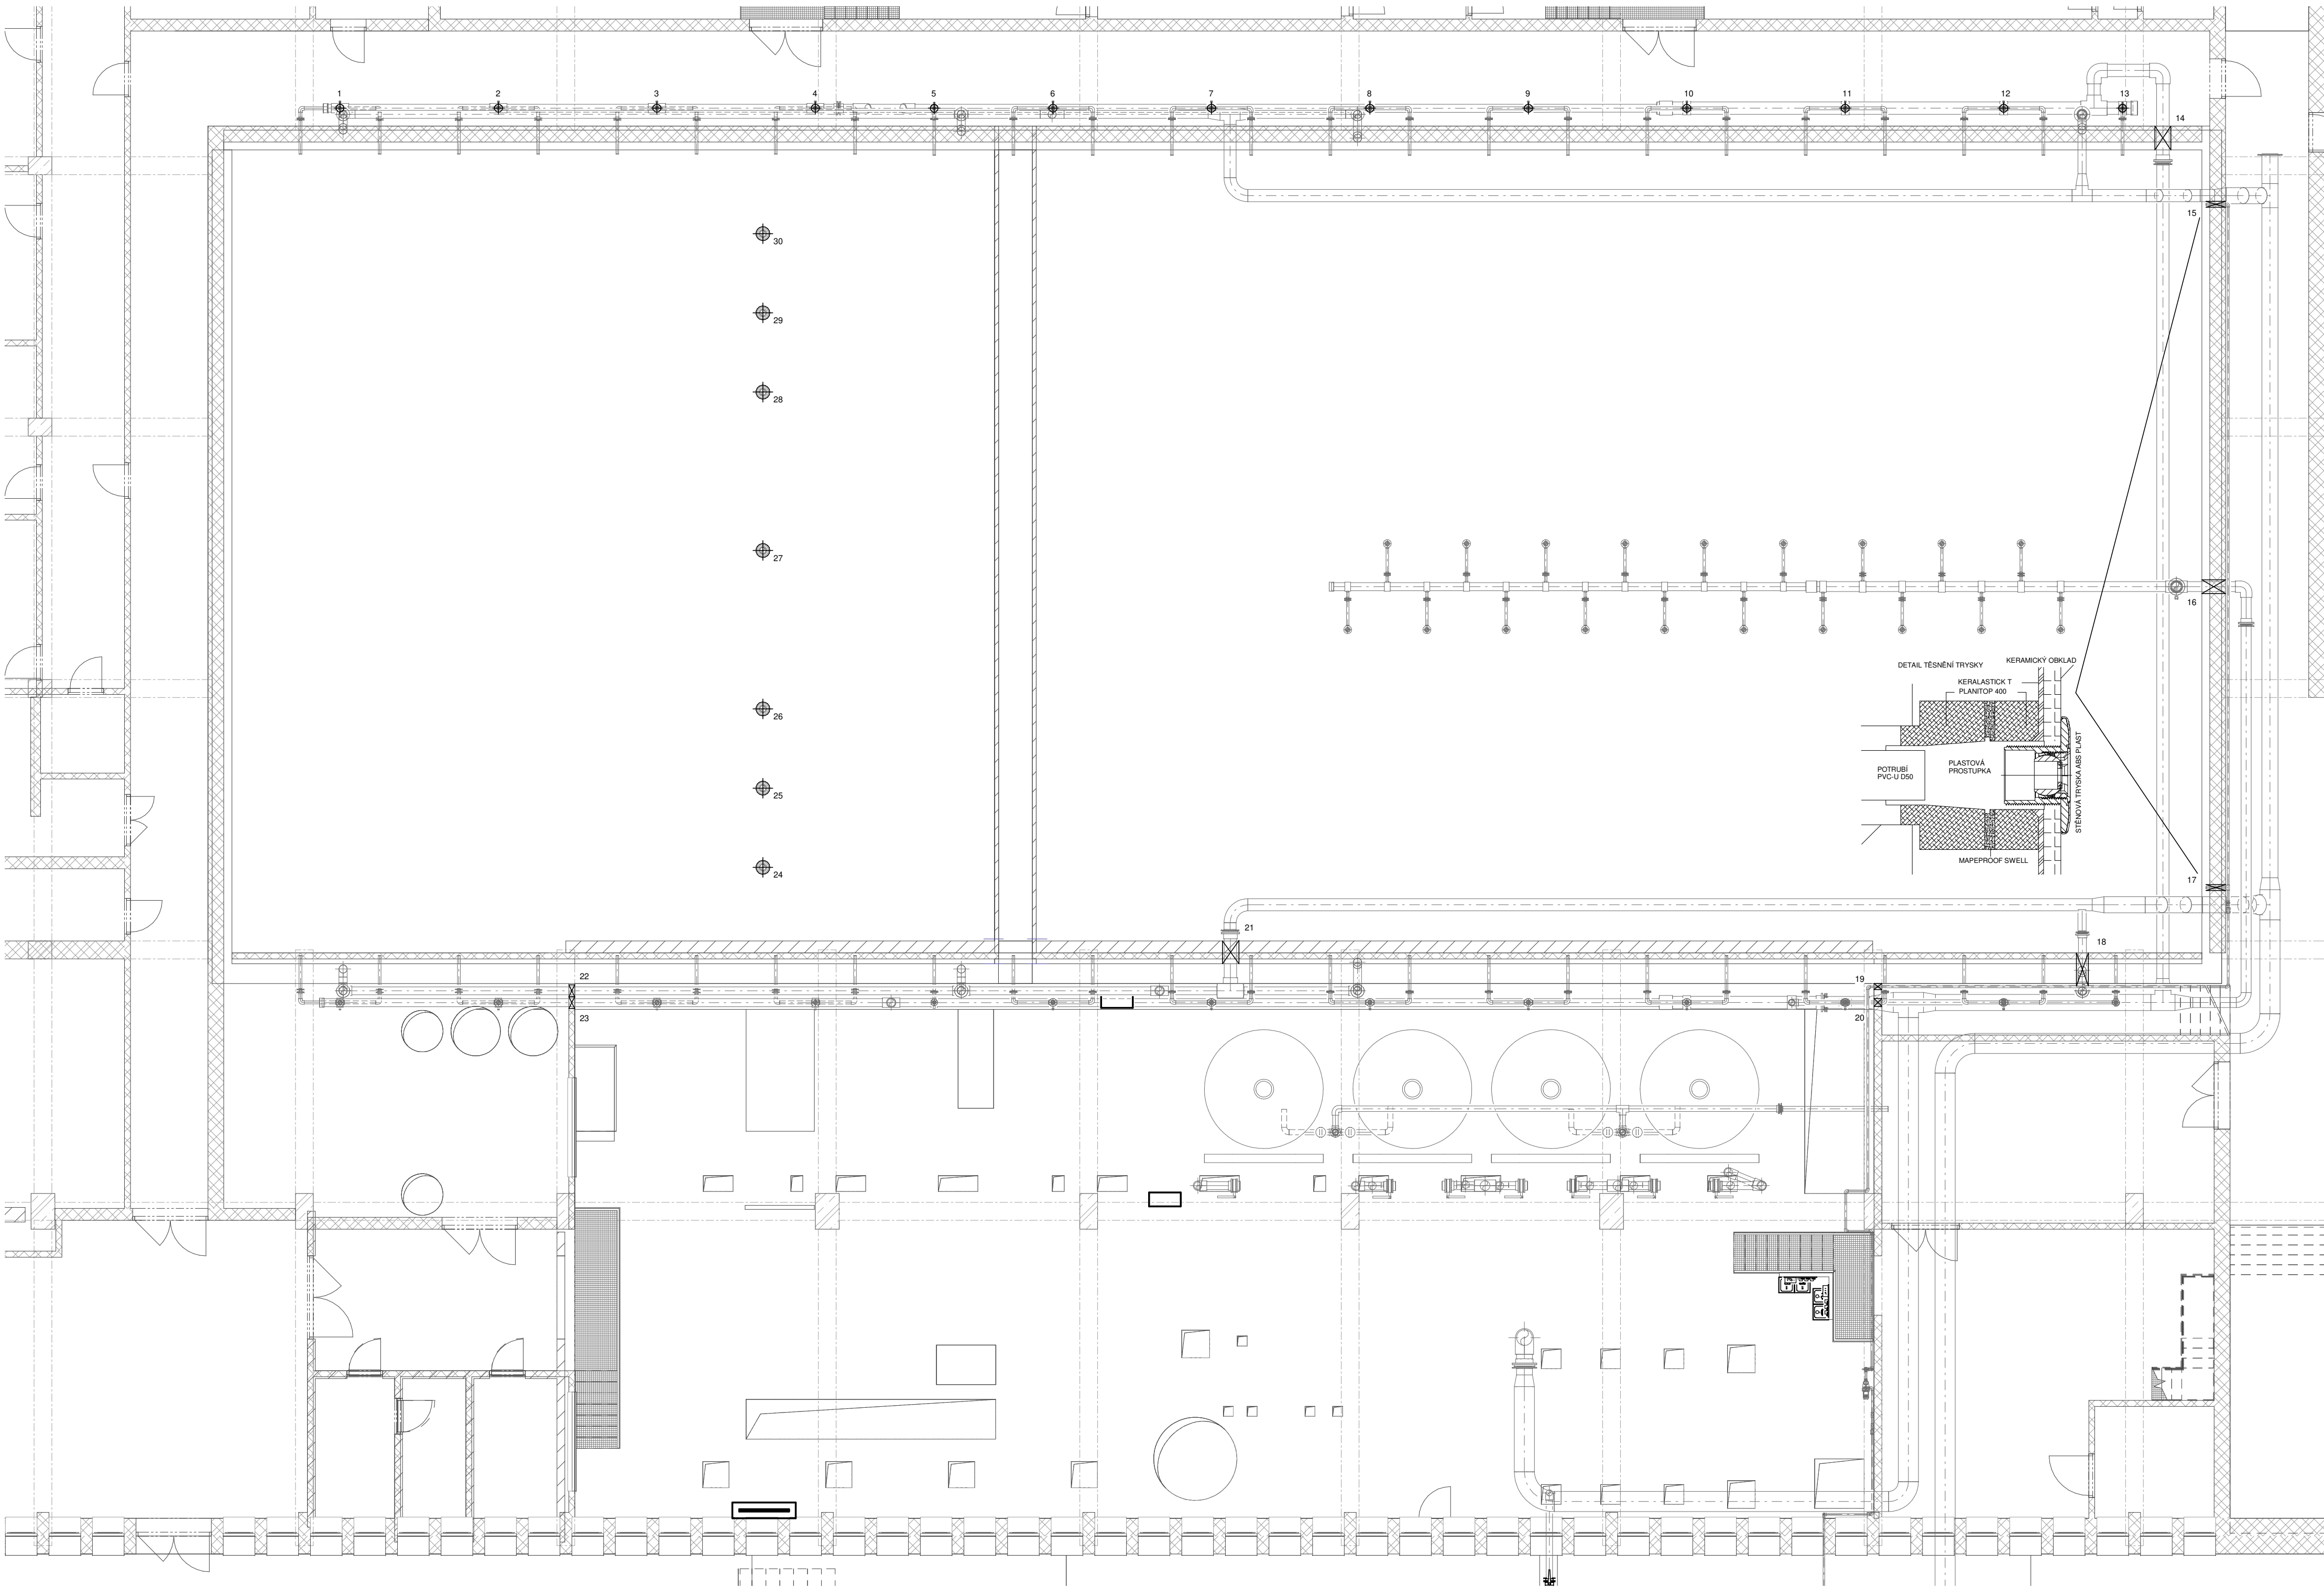 1 2 3 4 5 6 7 8 9 10 11 12 13
14
15
30
29
28
27
16
DETAIL TĚSNĚNÍ TRYSKY
KERAMICKÝ OBKLAD
KERALASTICK T
PLANITOP 400
26
POTRUBÍ
PVC-U D50
PLASTOVÁ
PROSTUPKA
STĚNOVÁ TRYSKA ABS PLAST
25
MAPEPROOF SWELL
24
17
21
18
22
19
23
20